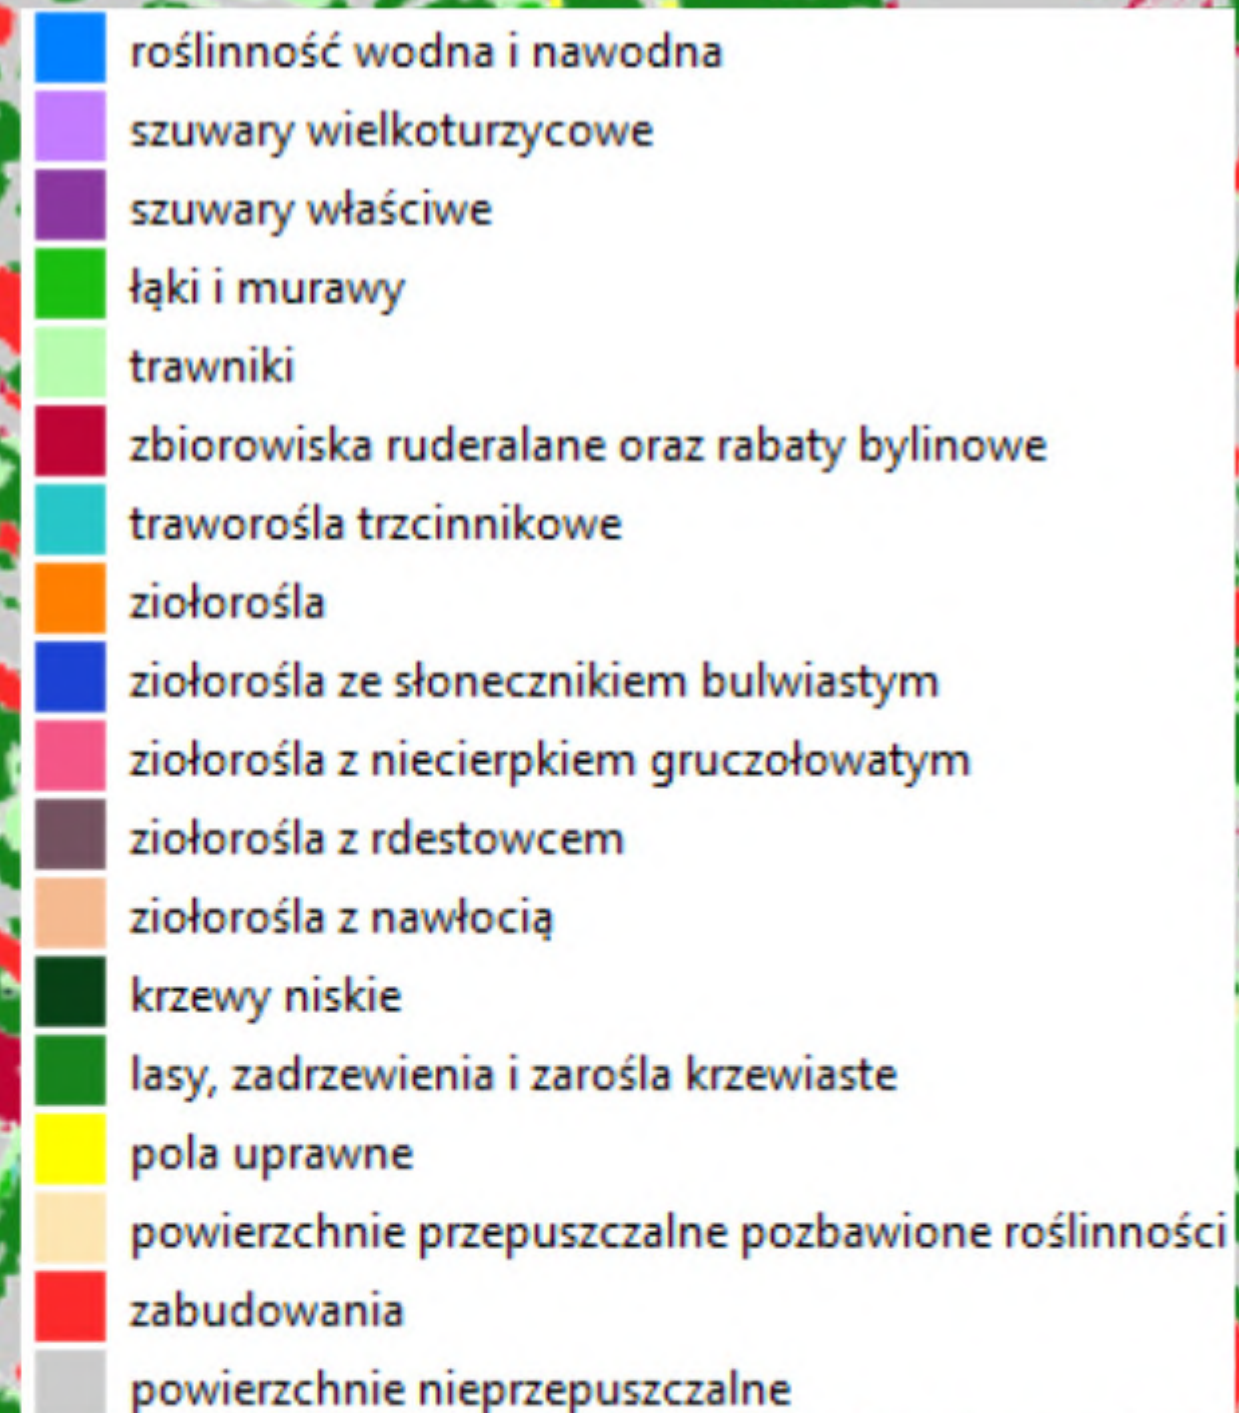 roślinność wodna i nawodna
szuwary wielkoturzycowe
szuwary właściwe
łąki i murawy
trawniki
zbiorowiska ruderalane oraz rabaty bylinowe
traworośla trzcinnikowe
ziołorośla
ziołorośla ze słonecznikiem bulwiastym
ziołorośla z niecierpkiem gruczołowatym
ziołorośla z rdestowcem
ziołorośla z nawłocią
krzewy niskie
lasy, zadrzewienia i zarośla krzewiaste
pola uprawne
powierzchnie przepuszczalne pozbawione roślinności
zabudowania
powierzchnie nieprzepuszczalne